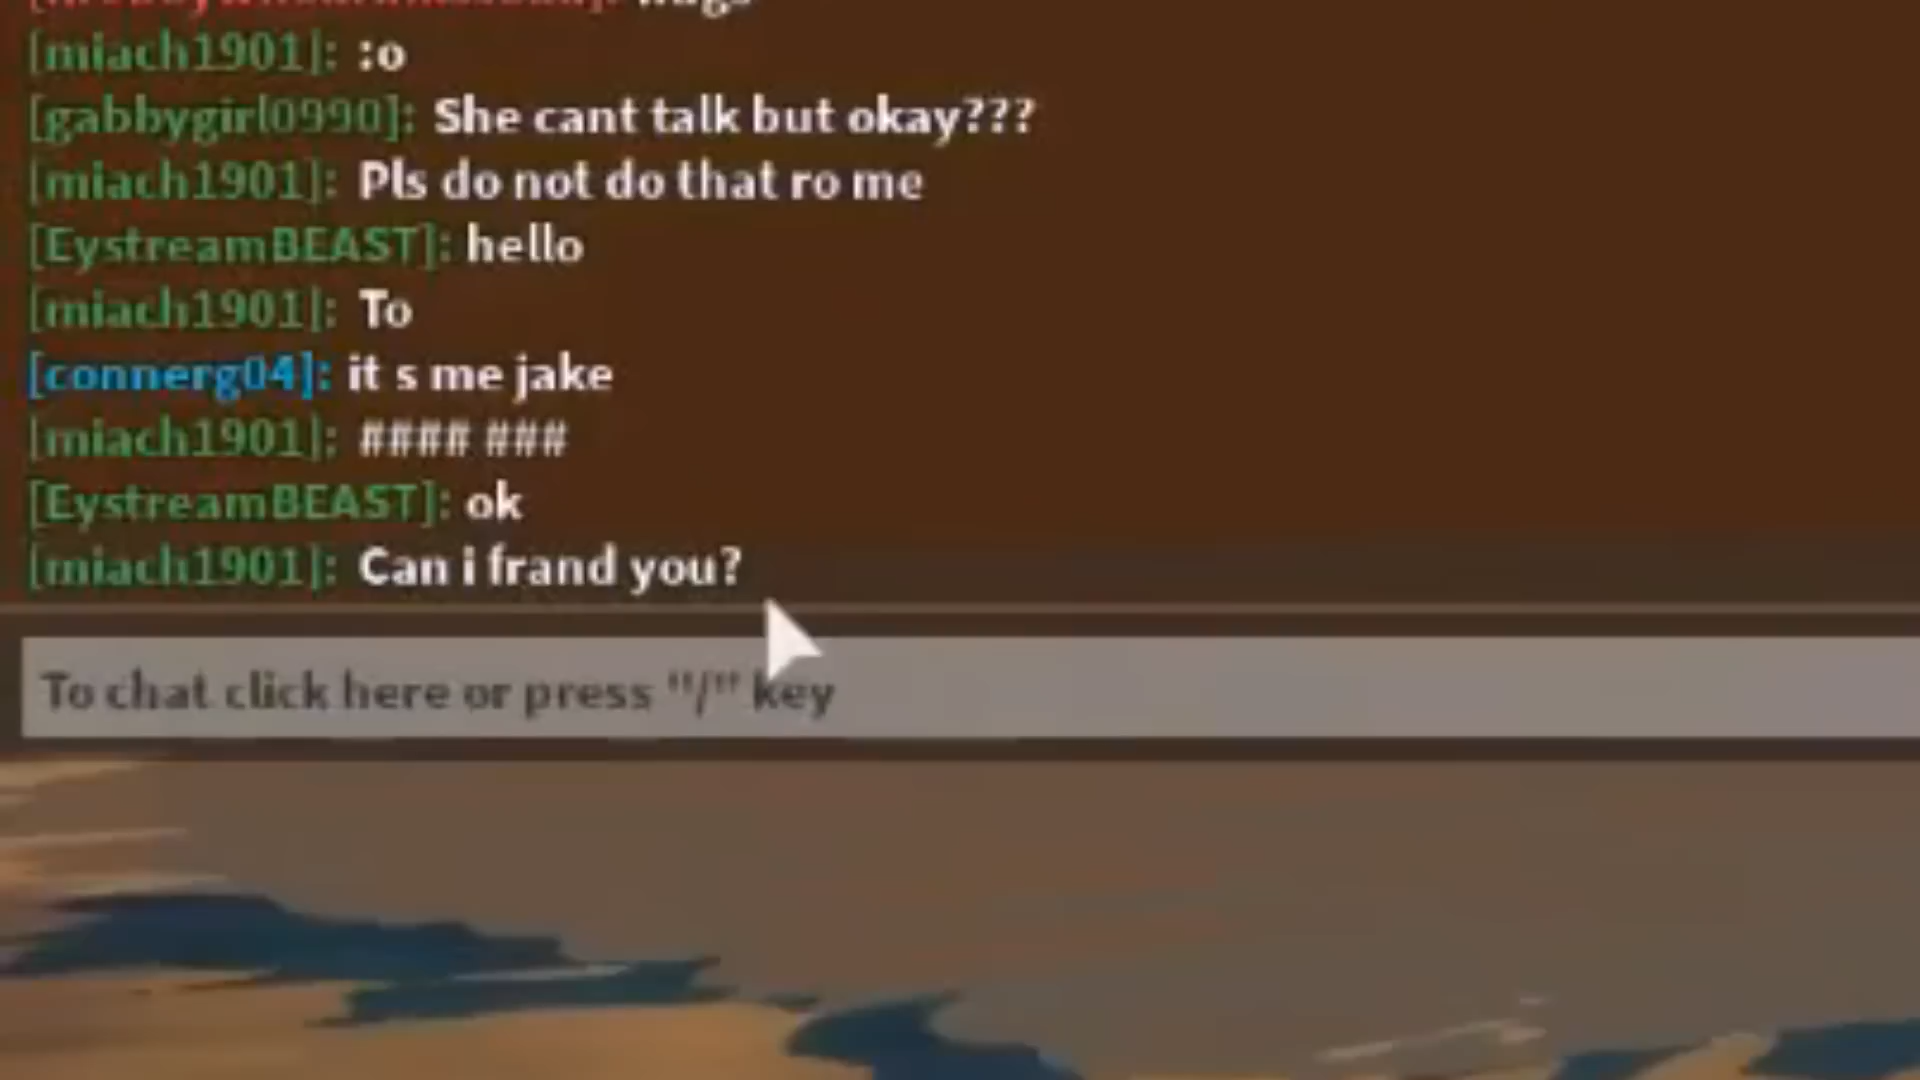 hugs
[miach1901]: :o
[gabbygirl0990]: She cant talk but okay???
[miach1901]: Pls do not do that ro me
[EystreamBEAST]: hello
[miach1901]: To
[connerg04]: it s me jake
[miach1901]: #### ###
[EystreamBEAST]: ok
[miach1901]: Can i frand you?
To chat click here or press "/" key